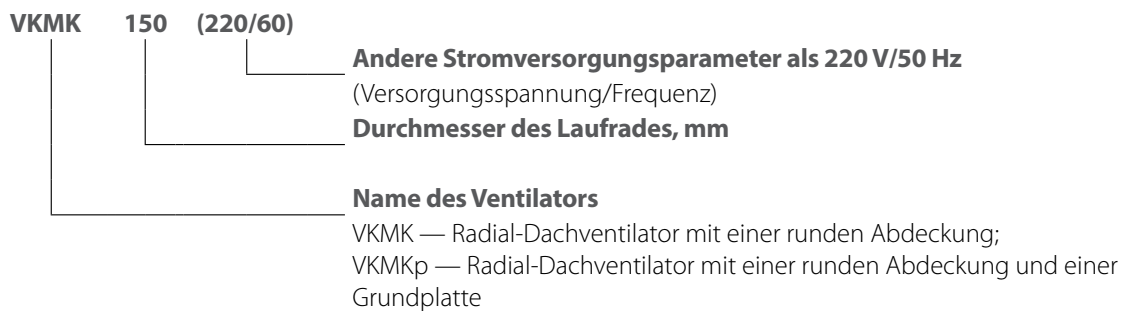 VKMK 150 (220/60)
Andere Stromversorgungsparameter als 220 V/50 Hz
(Versorgungsspannung/Frequenz)
Durchmesser des Laufrades, mm
Name des Ventilators
VKMK — Radial-Dachventilator mit einer runden Abdeckung;
VKMKp — Radial-Dachventilator mit einer runden Abdeckung und einer
Grundplatte